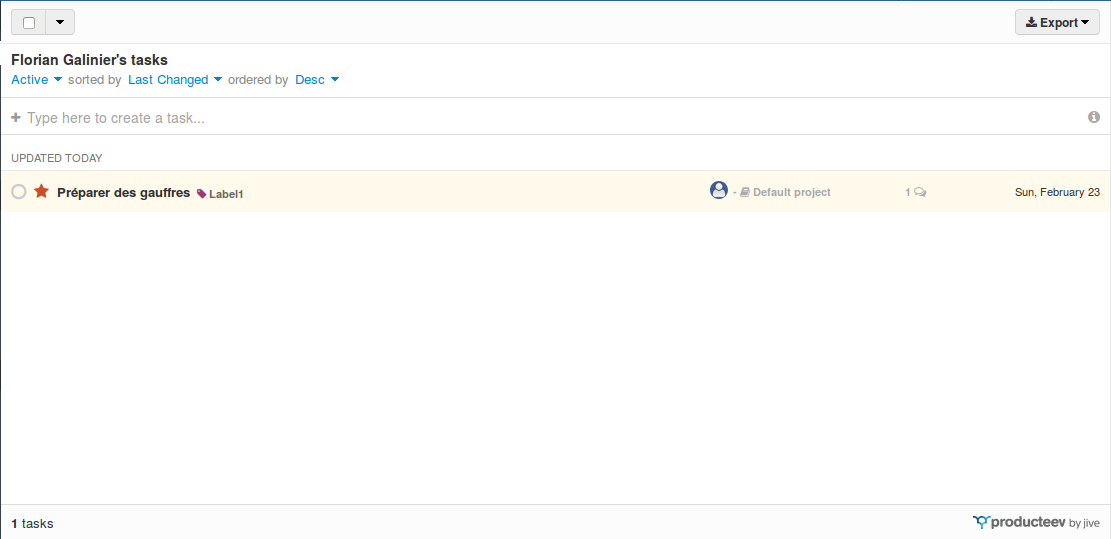 Export
Florian Galinier's tasks
Active sorted by Last Changed ordered by Desc
Type here to create a task...
UPDATED TODAY
Préparer des gauffres Label1 - Default project 1 Sun, February 23
1 tasks producteev by jive